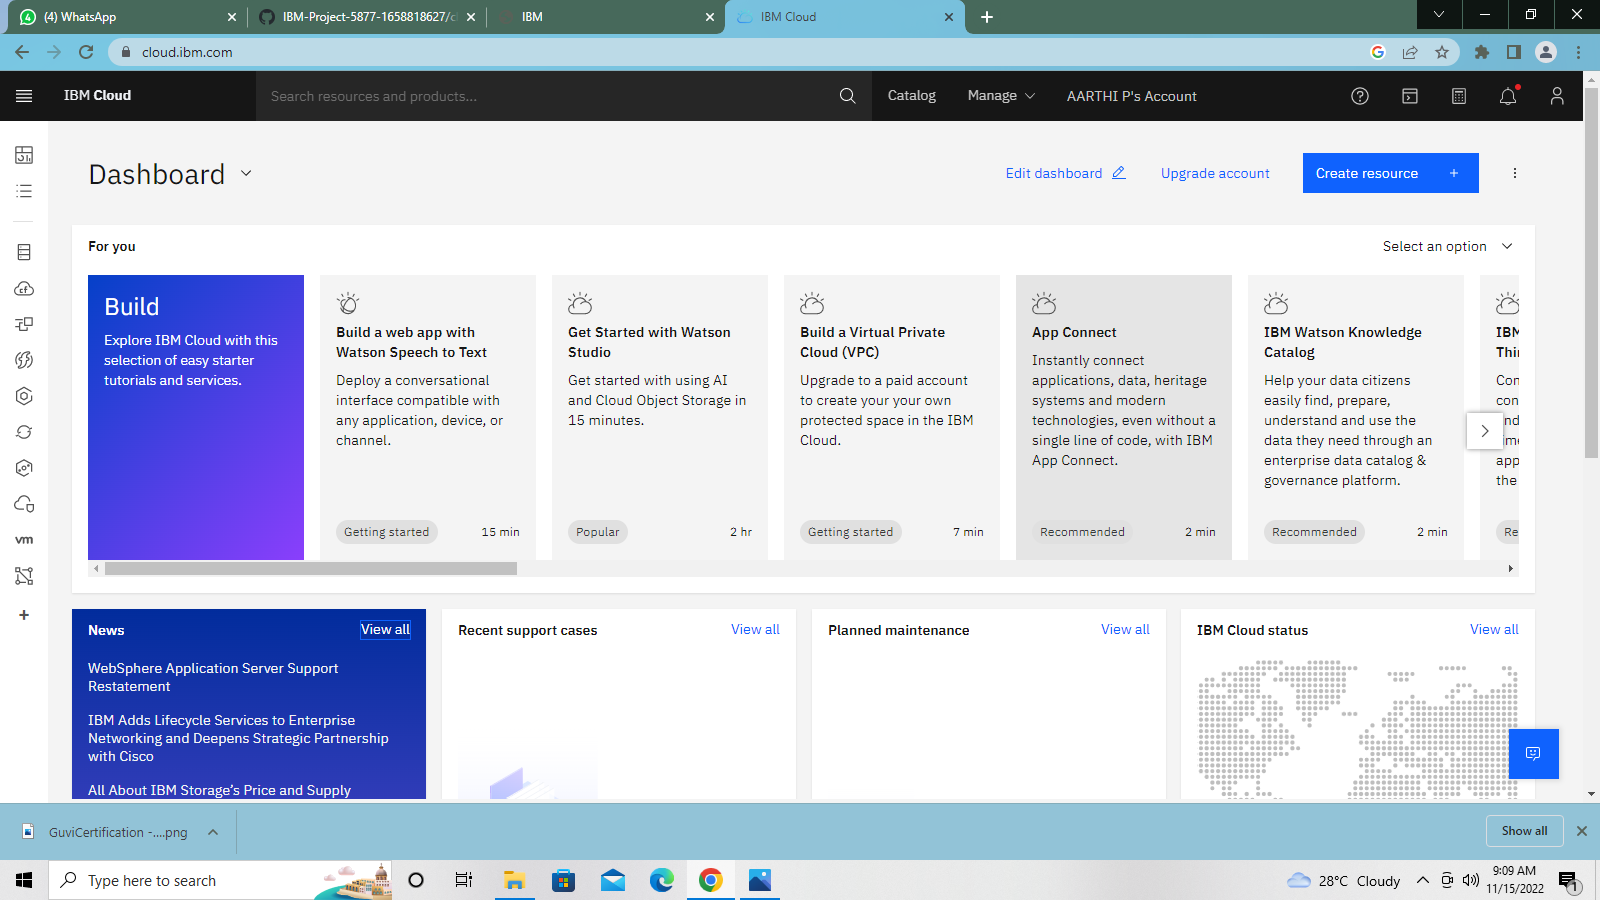 (4) WhatsApp
IBM-Project-5877-1658818627/c
IBM
IBM Cloud
cloud.ibm.com
IBM Cloud
Search resources and products...
Catalog
Manage
AARTHI P's Account
Dashboard
Edit dashboard
Upgrade account
Create resource +
For you
Select an option
Build
Explore IBM Cloud with this
selection of easy starter
tutorials and services.
Build a web app with
Watson Speech to Text
Deploy a conversational
interface compatible with
any application, device, or
channel.
Getting started
15 min
Get Started with Watson
Studio
Get started with using AI
and Cloud Object Storage in
15 minutes.
Popular
2 hr
Build a Virtual Private
Cloud (VPC)
Upgrade to a paid account
to create your your own
protected space in the IBM
Cloud.
Getting started
7 min
App Connect
Instantly connect
applications, data, heritage
systems and modern
technologies, even without a
single line of code, with IBM
App Connect.
Recommended
2 min
IBM Watson Knowledge
Catalog
Help your data citizens
easily find, prepare,
understand and use the
data they need through an
enterprise data catalog &
governance platform.
Recommended
2 min
IBM
app
the
Re
cf
vm
News
View all
WebSphere Application Server Support
Restatement
IBM Adds Lifecycle Services to Enterprise
Networking and Deepens Strategic Partnership
with Cisco
All About IBM Storage's Price and Supply
Recent support cases
View all
Planned maintenance
View all
IBM Cloud status
View all
GuviCertification -....png
Show all
Type here to search
28°C Cloudy
9:09 AM
11/15/2022
1